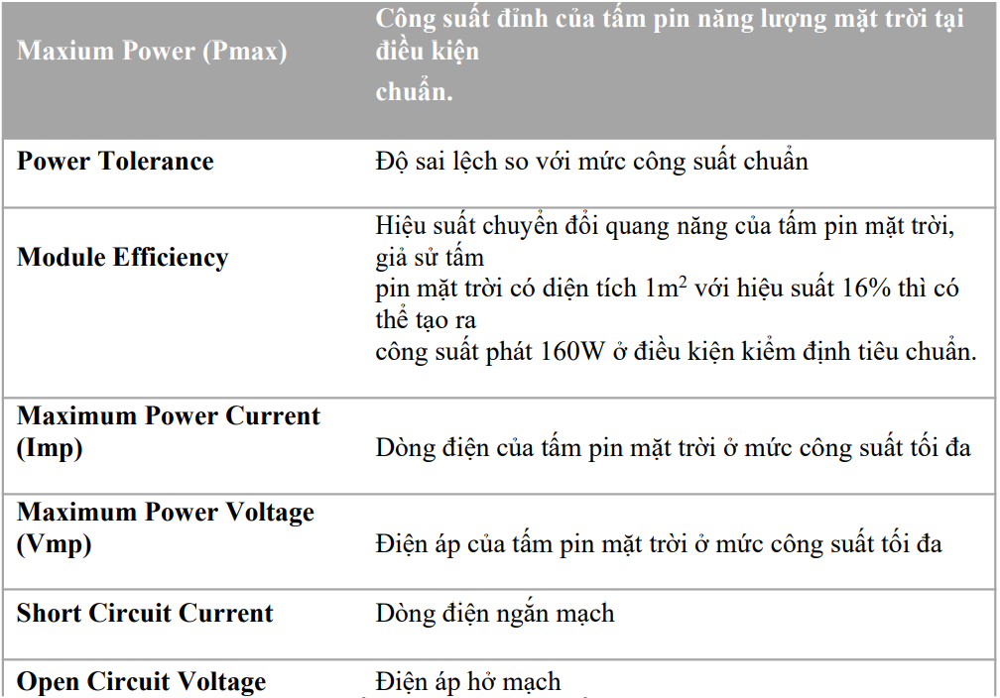 Maxium Power (Pmax)
Công suất đỉnh của tấm pin năng lượng mặt trời tại
điều kiện
chuẩn.
Power Tolerance
Độ sai lệch so với mức công suất chuẩn
Module Efficiency
Hiệu suất chuyển đổi quang năng của tấm pin mặt trời,
giả sử tấm
pin mặt trời có diện tích 1m² với hiệu suất 16% thì có
thể tạo ra
công suất phát 160W ở điều kiện kiểm định tiêu chuẩn.
Maximum Power Current
(Imp)
Dòng điện của tấm pin mặt trời ở mức công suất tối đa
Maximum Power Voltage
(Vmp)
Điện áp của tấm pin mặt trời ở mức công suất tối đa
Short Circuit Current
Dòng điện ngắn mạch
Open Circuit Voltage
Điện áp hở mạch